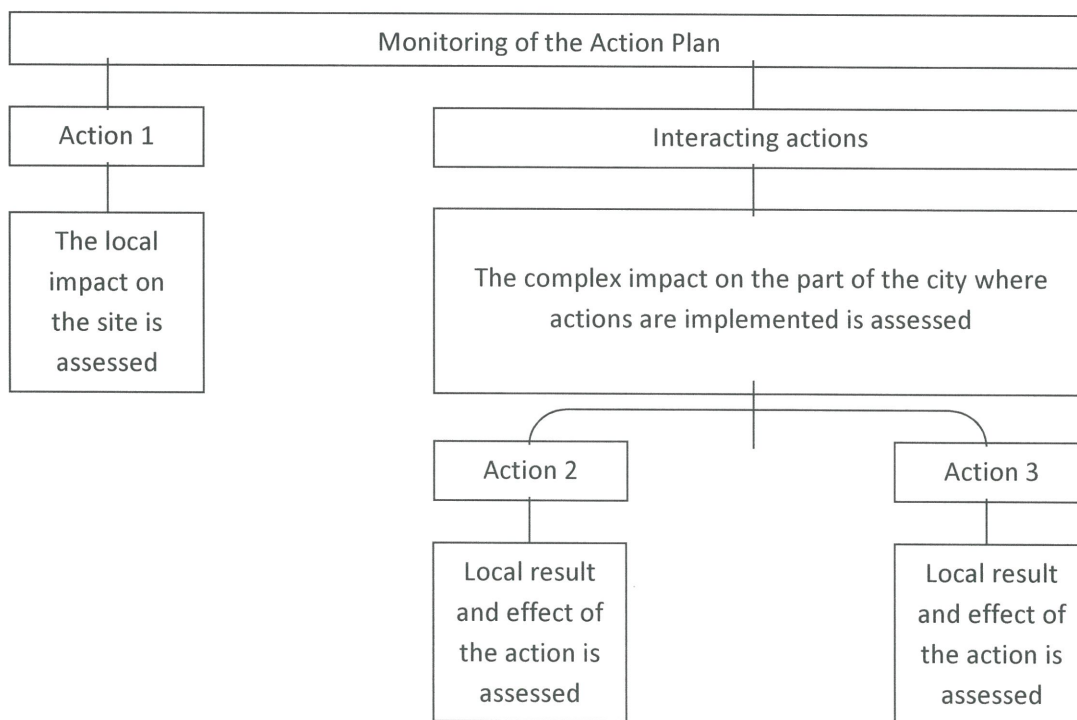 Monitoring of the Action Plan
Action 1
Interacting actions
The local
impact on
the site is
assessed
The complex impact on the part of the city where
actions are implemented is assessed
Action 2
Action 3
Local result
and effect of
the action is
assessed
Local result
and effect of
the action is
assessed